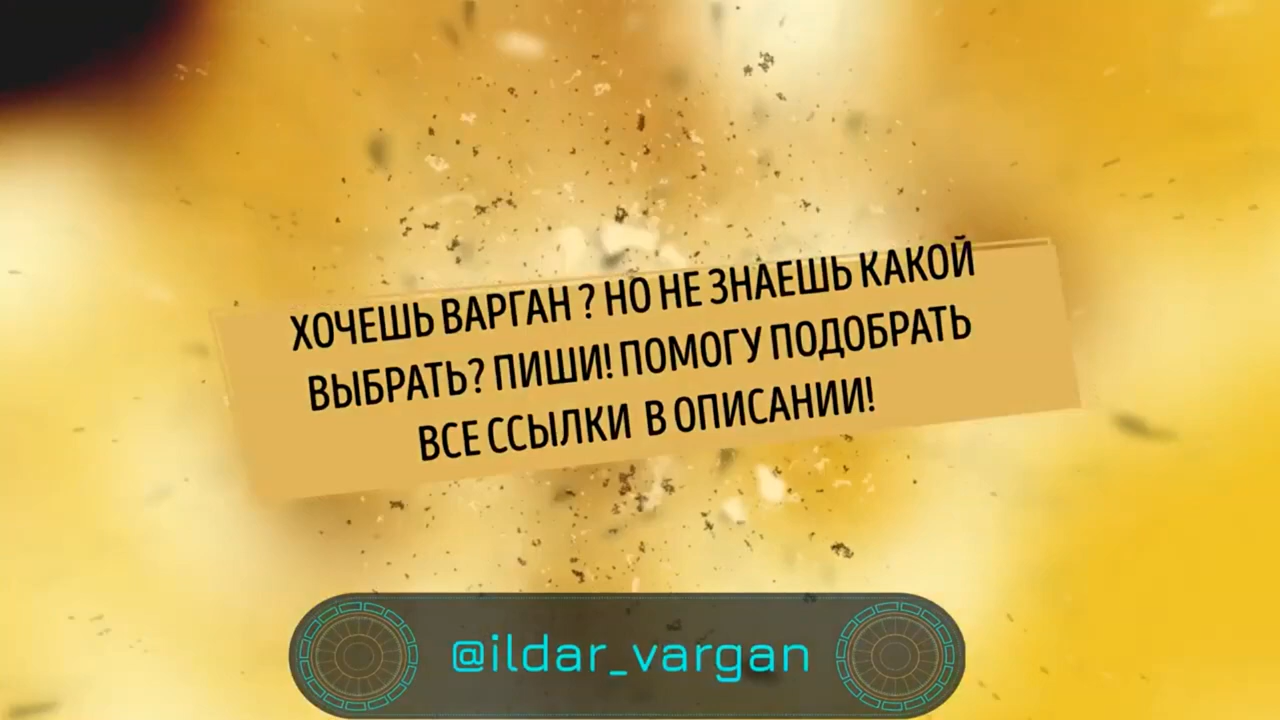 ХОЧЕШЬ ВАРГАН ? НО НЕ ЗНАЕШЬ КАКОЙ
ВЫБРАТЬ? ПИШИ! ПОМОГУ ПОДОБРАТЬ
ВСЕ ССЫЛКИ В ОПИСАНИИ!
@ildar_vargan